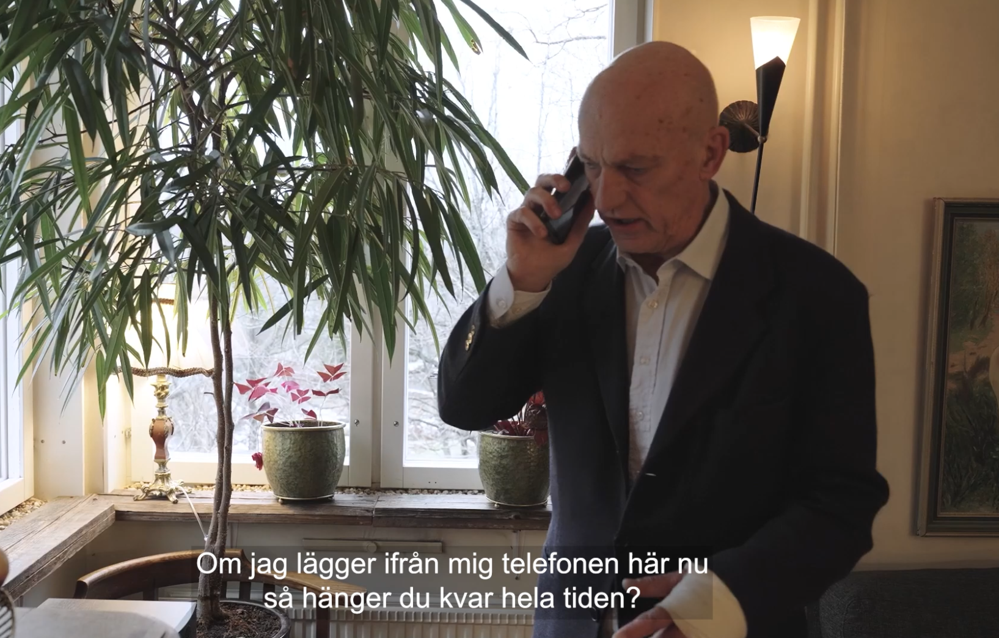 Om jag lägger ifrån mig telefonen här nu
så hänger du kvar hela tiden?